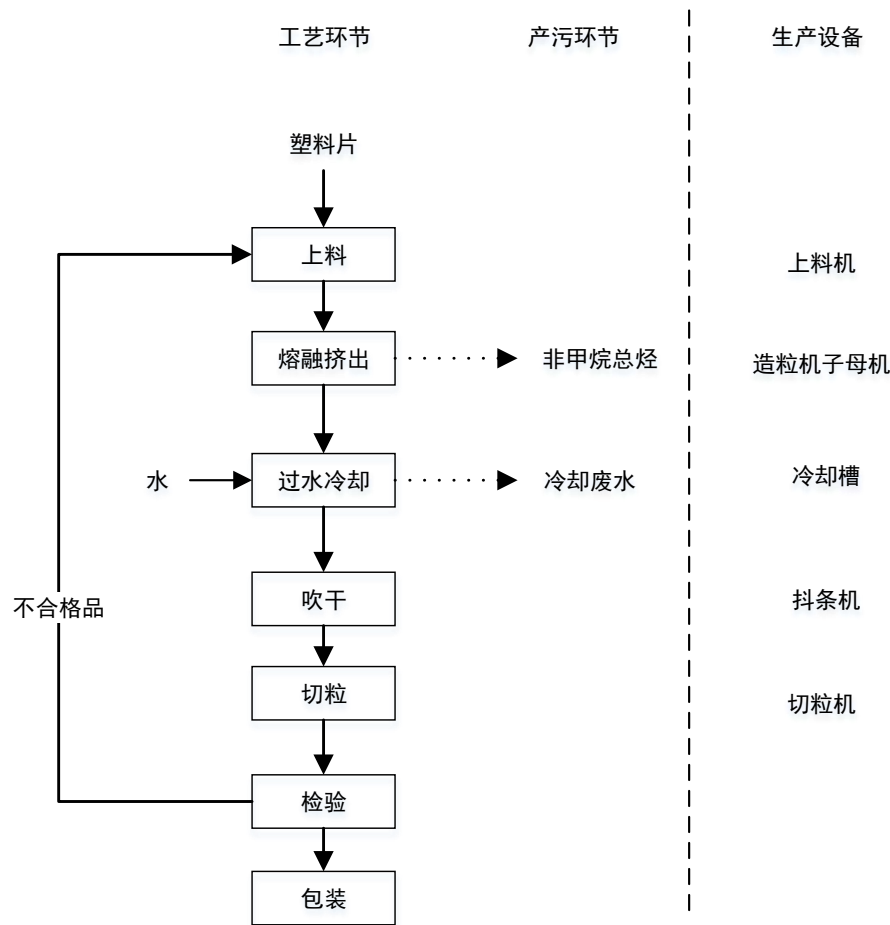 工艺环节 产污环节 生产设备
塑料片
上料 上料机
熔融挤出 非甲烷总烃 造粒机子母机
水 过水冷却 冷却废水 冷却槽
不合格品 吹干 抖条机
切粒 切粒机
检验
包装